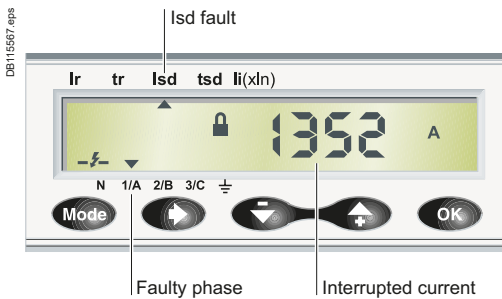 DB115567.eps
Isd fault
Ir tr Isd tsd Ii(xIn)
1352 A
N 1/A 2/B 3/C
Mode OK
Faulty phase Interrupted current